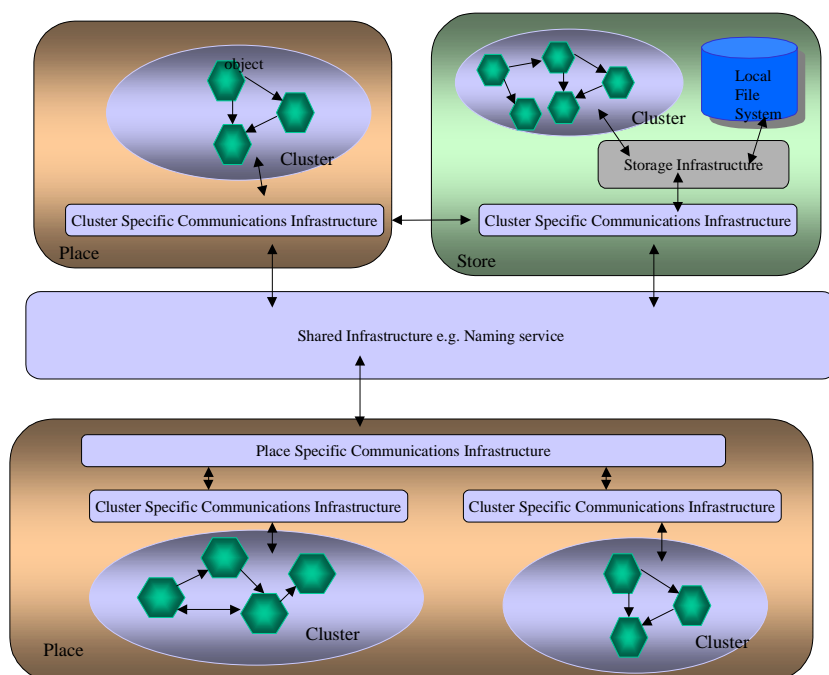 object
Cluster
Cluster Specific Communications Infrastructure
Place
Local
File
System
Cluster
Storage Infrastructure
Cluster Specific Communications Infrastructure
Store
Shared Infrastructure e.g. Naming service
Place Specific Communications Infrastructure
Cluster Specific Communications Infrastructure
Cluster Specific Communications Infrastructure
Cluster
Cluster
Place